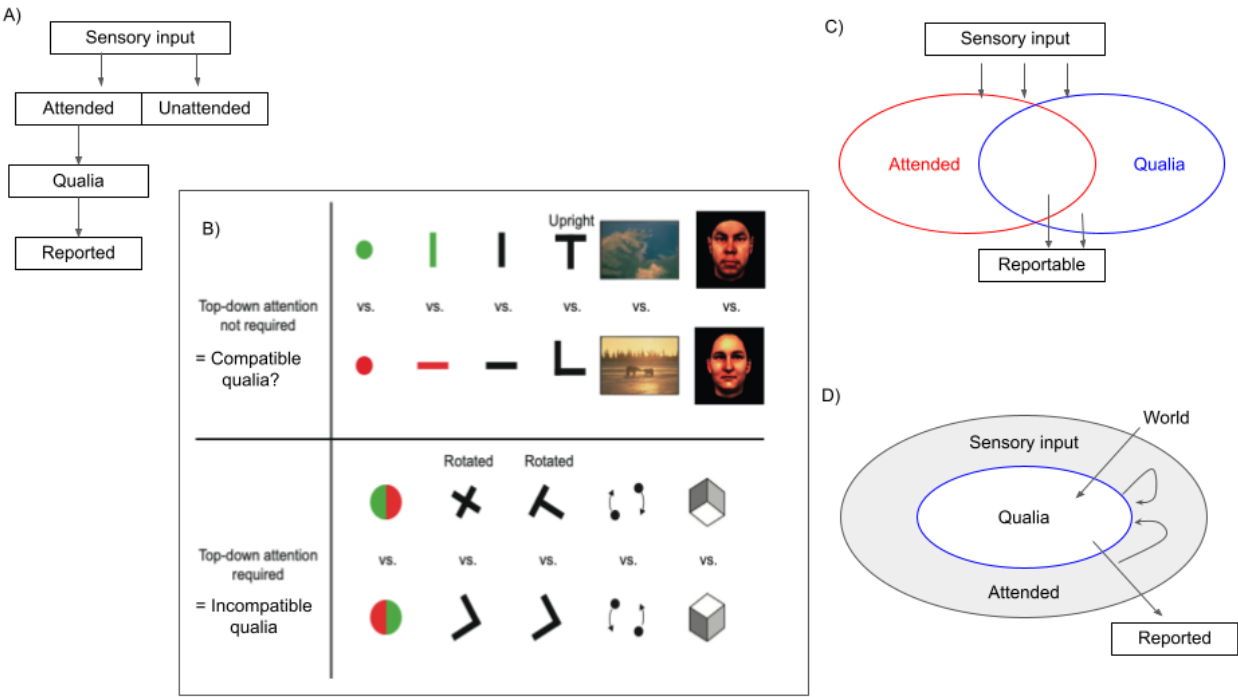 A)
Sensory input
Attended
Unattended
Qualia
Reported
B)
Upright
Top-down attention
not required
vs.
vs.
vs.
vs.
vs.
vs.
= Compatible
qualia?
Rotated
Rotated
Top-down attention
required
vs.
vs.
vs.
vs.
vs.
= Incompatible
qualia
C)
Sensory input
Attended
Qualia
Reportable
D)
World
Sensory input
Qualia
Attended
Reported